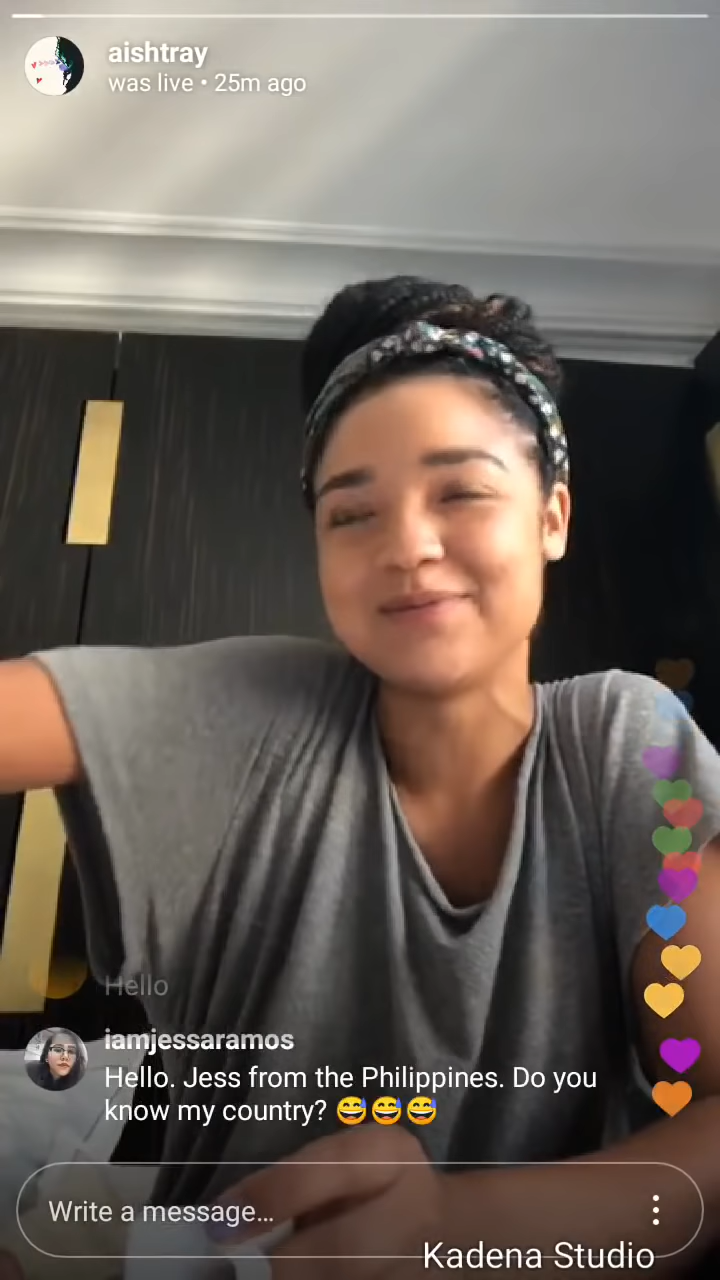 aishtray
was live • 25m ago
Hello
iamjessaramos
Hello. Jess from the Philippines. Do you
know my country? 😅😅😅
Write a message...
Kadena Studio